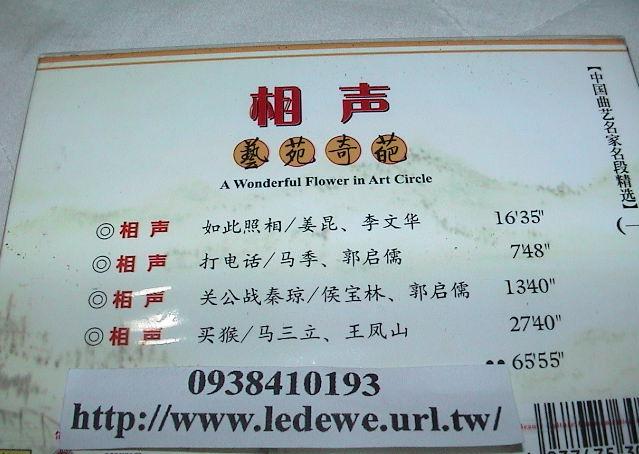 相声
藝苑奇葩
A Wonderful Flower in Art Circle
【中国曲艺名家名段精选】
(一
◎相声 如此照相/姜昆、李文华 16'35"
◎相声 打电话/马季、郭启儒 7'48"
◎相声 关公战秦琼/侯宝林、郭启儒 13'40"
◎相声 买猴/马三立、王凤山 27'40"
●● 65'55"
0938410193
http://www.ledewe.url.tw/